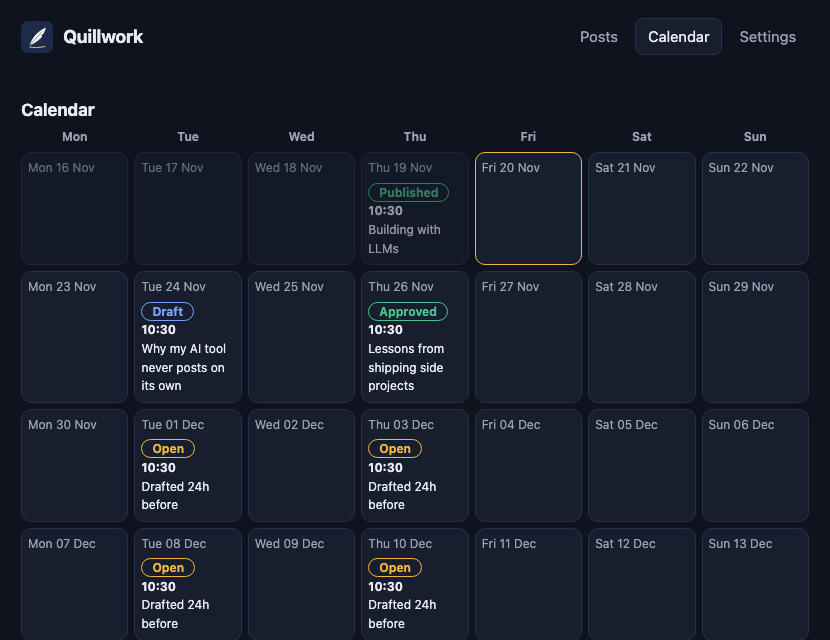 Quillwork
Posts
Calendar
Settings
Calendar
Mon Tue Wed Thu Fri Sat Sun
Mon 16 Nov
Tue 17 Nov
Wed 18 Nov
Thu 19 Nov
Published
10:30
Building with
LLMs
Fri 20 Nov
Sat 21 Nov
Sun 22 Nov
Mon 23 Nov
Tue 24 Nov
Draft
10:30
Why my AI tool
never posts on
its own
Wed 25 Nov
Thu 26 Nov
Approved
10:30
Lessons from
shipping side
projects
Fri 27 Nov
Sat 28 Nov
Sun 29 Nov
Mon 30 Nov
Tue 01 Dec
Open
10:30
Drafted 24h
before
Wed 02 Dec
Thu 03 Dec
Open
10:30
Drafted 24h
before
Fri 04 Dec
Sat 05 Dec
Sun 06 Dec
Mon 07 Dec
Tue 08 Dec
Open
10:30
Drafted 24h
before
Wed 09 Dec
Thu 10 Dec
Open
10:30
Drafted 24h
before
Fri 11 Dec
Sat 12 Dec
Sun 13 Dec